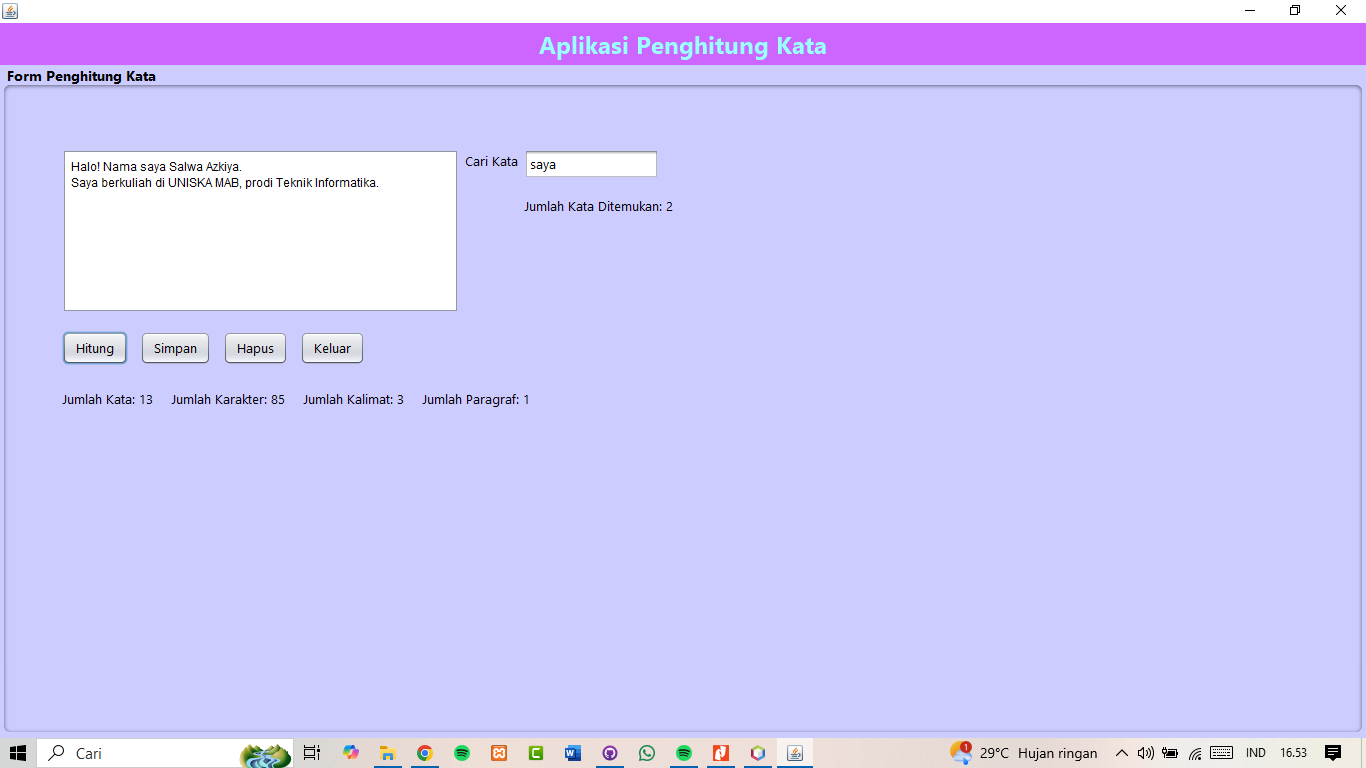 Aplikasi Penghitung Kata
Form Penghitung Kata
Halo! Nama saya Salwa Azkiya.
Saya berkuliah di UNISKA MAB, prodi Teknik Informatika.
Cari Kata saya
Jumlah Kata Ditemukan: 2
Hitung Simpan Hapus Keluar
Jumlah Kata: 13 Jumlah Karakter: 85 Jumlah Kalimat: 3 Jumlah Paragraf: 1
Cari 1 29°C Hujan ringan IND 16.53